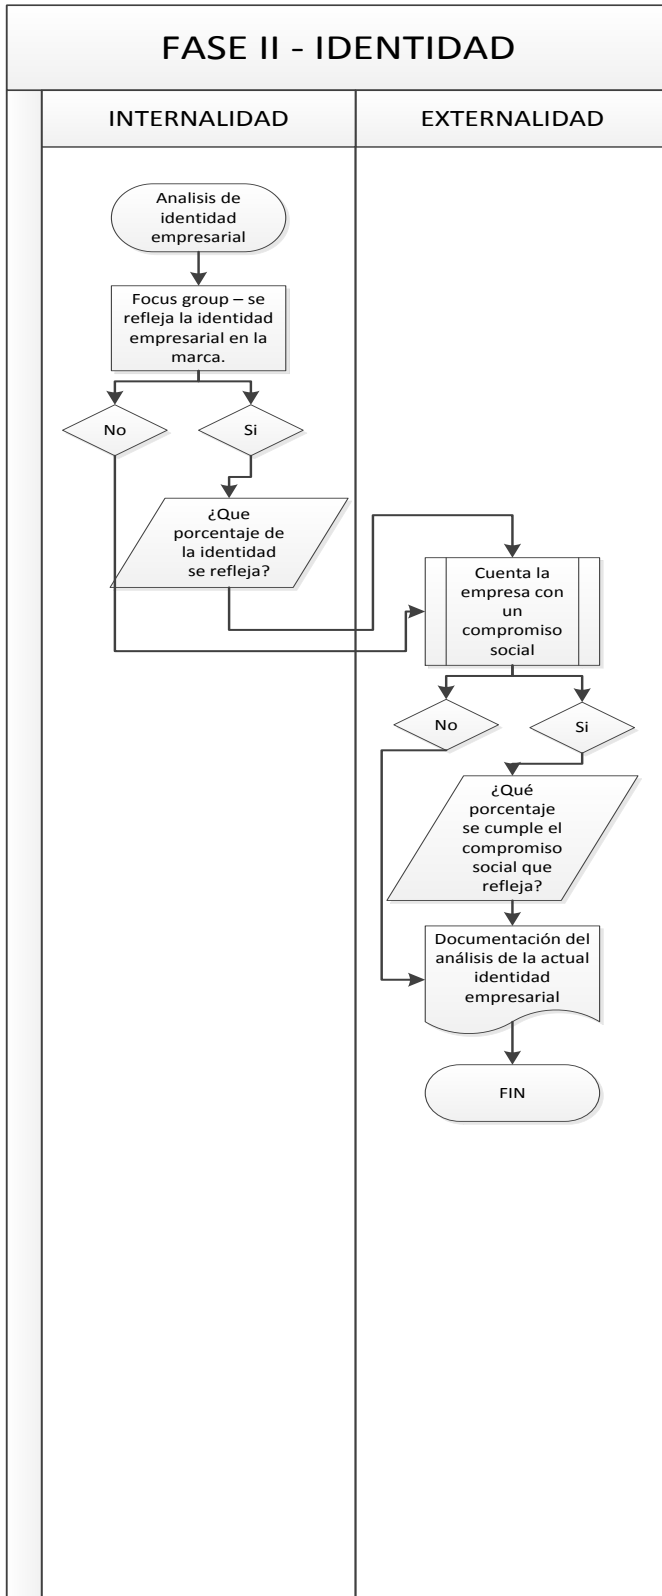 FASE II - IDENTIDAD
INTERNALIDAD
EXTERNALIDAD
Analisis de
identidad
empresarial
Focus group – se
refleja la identidad
empresarial en la
marca.
No
Si
¿Que
porcentaje de
la identidad
se refleja?
Cuenta la
empresa con
un
compromiso
social
No
Si
¿Qué
porcentaje
se cumple el
compromiso
social que
refleja?
Documentación del
análisis de la actual
identidad
empresarial
FIN